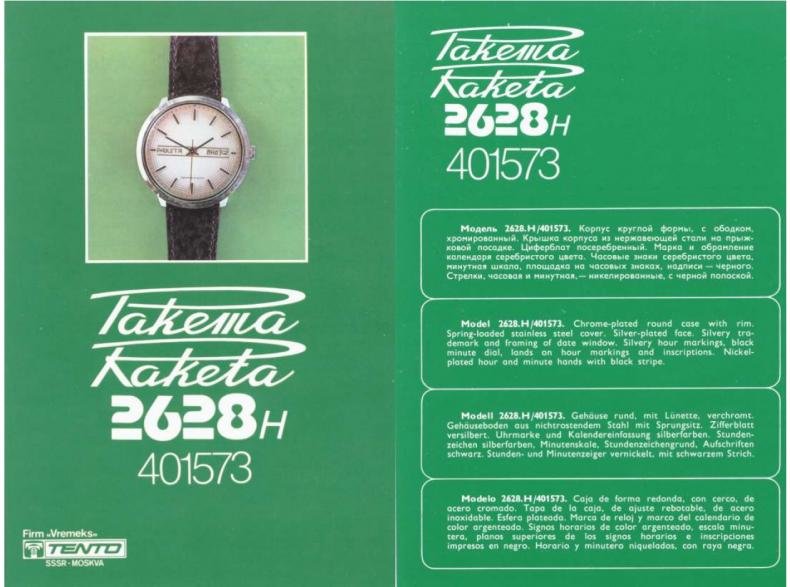 РАКЕТА
Ракета
Raketa
2628H
401573
Firm „Vremeks“
TENTO
SSSR - MOSKVA
Ракета
Raketa
2628H
401573
Модель 2628.Н/401573. Корпус круглой формы, с ободком,
хромированный. Крышка корпуса из нержавеющей стали на прыж-
ковой посадке. Циферблат посеребренный. Марка и обрамление
календаря серебристого цвета. Часовые знаки серебристого цвета,
минутная шкала, площадка на часовых знаках, надписи — черного.
Стрелки, часовая и минутная,— никелированные, с черной полоской.
Model 2628.H/401573. Chrome-plated round case with rim.
Spring-loaded stainless steel cover. Silver-plated face. Silvery tra-
demark and framing of date window. Silvery hour markings, black
minute dial, lands on hour markings and inscriptions. Nickel-
plated hour and minute hands with black stripe.
Modell 2628.H/401573. Gehäuse rund, mit Lünette, verchromt.
Gehäuseboden aus nichtrostendem Stahl mit Sprungsitz. Zifferblatt
versilbert. Uhrmarke und Kalendereinfassung silberfarben. Stunden-
zeichen silberfarben, Minutenskale, Stundenzeichengrund, Aufschriften
schwarz. Stunden- und Minutenzeiger vernickelt, mit schwarzem Strich.
Modelo 2628.H/401573. Caja de forma redonda, con cerco, de
acero cromado. Tapa de la caja, de ajuste rebotable, de acero
inoxidable. Esfera plateada. Marca de reloj y marco del calendario de
color argenteado. Signos horarios de color argenteado, escala minu-
tera, planos superiores de los signos horarios e inscripciones
impresos en negro. Horario y minutero niquelados, con raya negra.